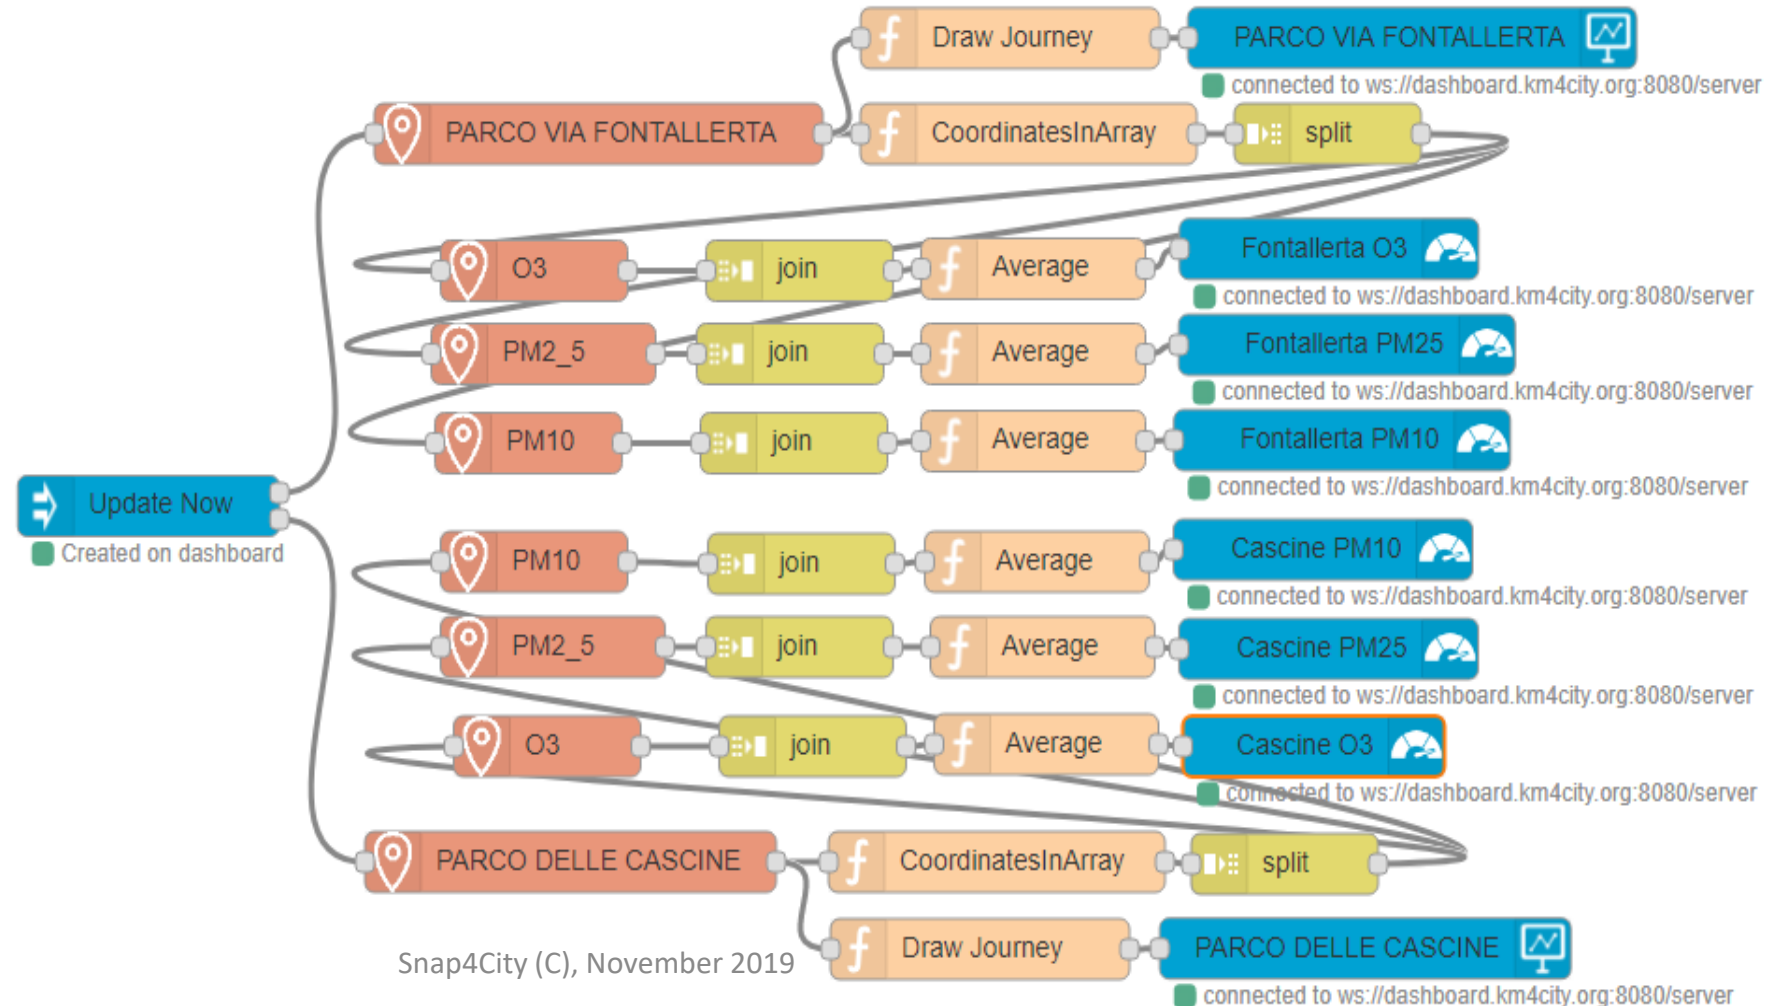 Draw Journey PARCO VIA FONTALLERTA
connected to ws://dashboard.km4city.org:8080/server
PARCO VIA FONTALLERTA CoordinatesInArray split
O3 join Average Fontallerta O3
connected to ws://dashboard.km4city.org:8080/server
PM2_5 join Average Fontallerta PM25
connected to ws://dashboard.km4city.org:8080/server
PM10 join Average Fontallerta PM10
connected to ws://dashboard.km4city.org:8080/server
Update Now
Created on dashboard
PM10 join Average Cascine PM10
connected to ws://dashboard.km4city.org:8080/server
PM2_5 join Average Cascine PM25
connected to ws://dashboard.km4city.org:8080/server
O3 join Average Cascine O3
connected to ws://dashboard.km4city.org:8080/server
PARCO DELLE CASCINE CoordinatesInArray split
Draw Journey PARCO DELLE CASCINE
Snap4City (C), November 2019
connected to ws://dashboard.km4city.org:8080/server